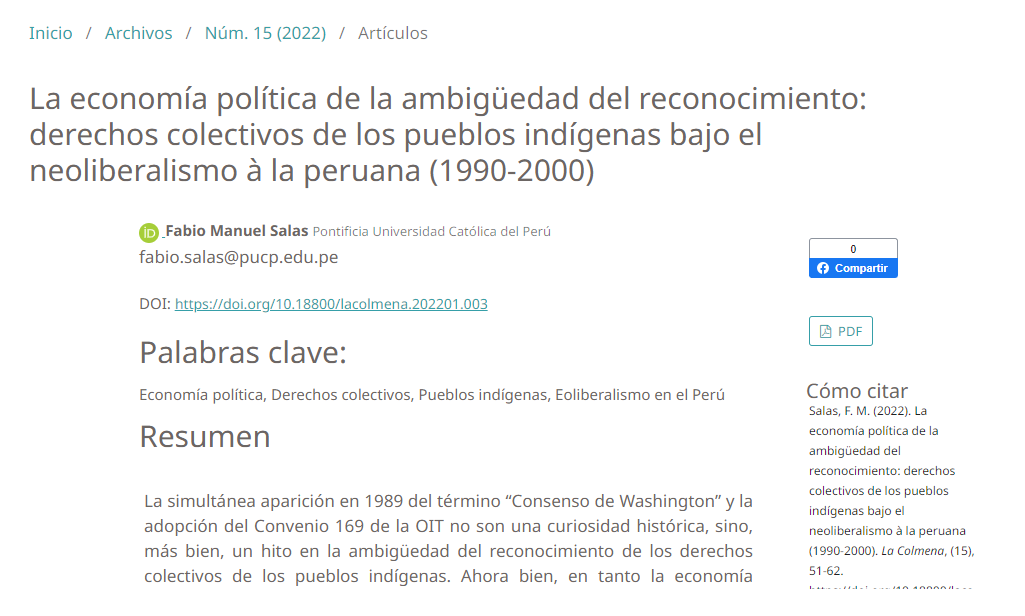 Inicio / Archivos / Núm. 15 (2022) / Artículos
La economía política de la ambigüedad del reconocimiento:
derechos colectivos de los pueblos indígenas bajo el
neoliberalismo à la peruana (1990-2000)
iD Fabio Manuel Salas Pontificia Universidad Católica del Perú
fabio.salas@pucp.edu.pe
DOI: https://doi.org/10.18800/lacolmena.202201.003
Palabras clave:
Economía política, Derechos colectivos, Pueblos indígenas, Eoliberalismo en el Perú
Resumen
La simultánea aparición en 1989 del término “Consenso de Washington” y la
adopción del Convenio 169 de la OIT no son una curiosidad histórica, sino,
más bien, un hito en la ambigüedad del reconocimiento de los derechos
colectivos de los pueblos indígenas. Ahora bien, en tanto la economía
0
Compartir
PDF
Cómo citar
Salas, F. M. (2022). La
economía política de la
ambigüedad del
reconocimiento: derechos
colectivos de los pueblos
indígenas bajo el
neoliberalismo à la peruana
(1990-2000). La Colmena, (15),
51-62.